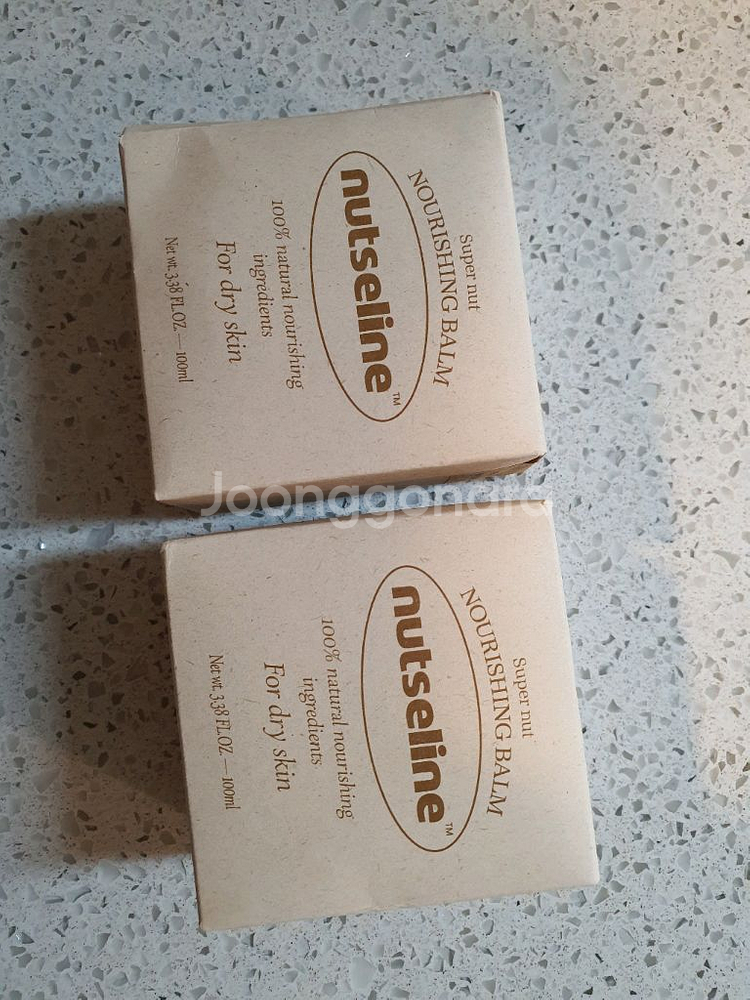 Super nut
NOURISHING BALM
nutseline™
100% natural nourishing
ingredients
For dry skin
Net wt. 3.38 FL.OZ. — 100ml
Joonggonara
Super nut
NOURISHING BALM
nutseline™
100% natural nourishing
ingredients
For dry skin
Net wt. 3.38 FL.OZ. — 100ml